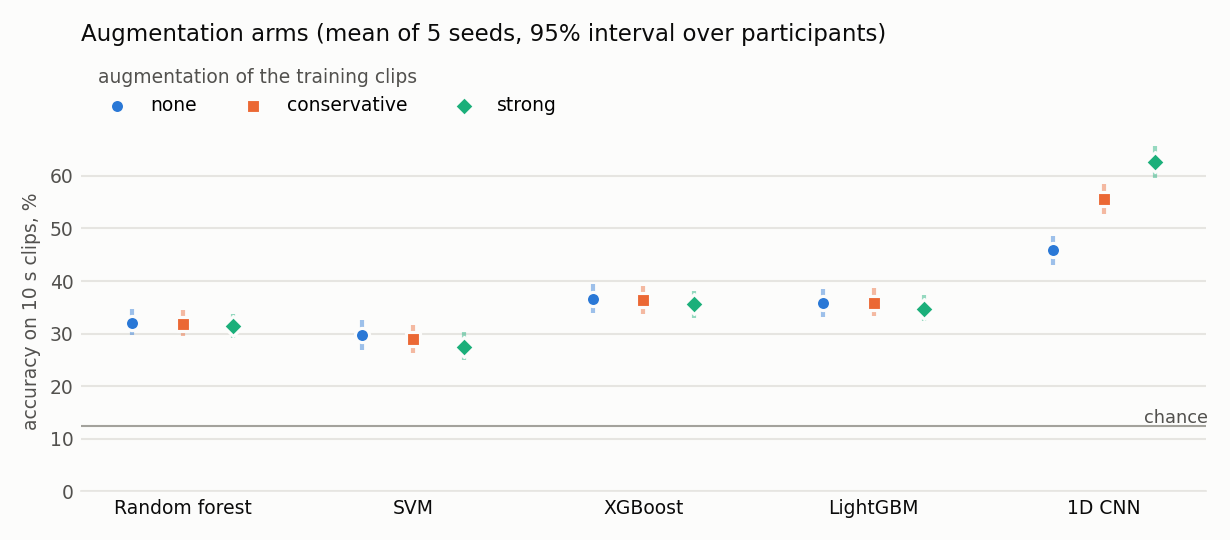 Augmentation arms (mean of 5 seeds, 95% interval over participants)
augmentation of the training clips
none conservative strong
accuracy on 10 s clips, %
60
50
40
30
20
10
0
chance
Random forest SVM XGBoost LightGBM 1D CNN